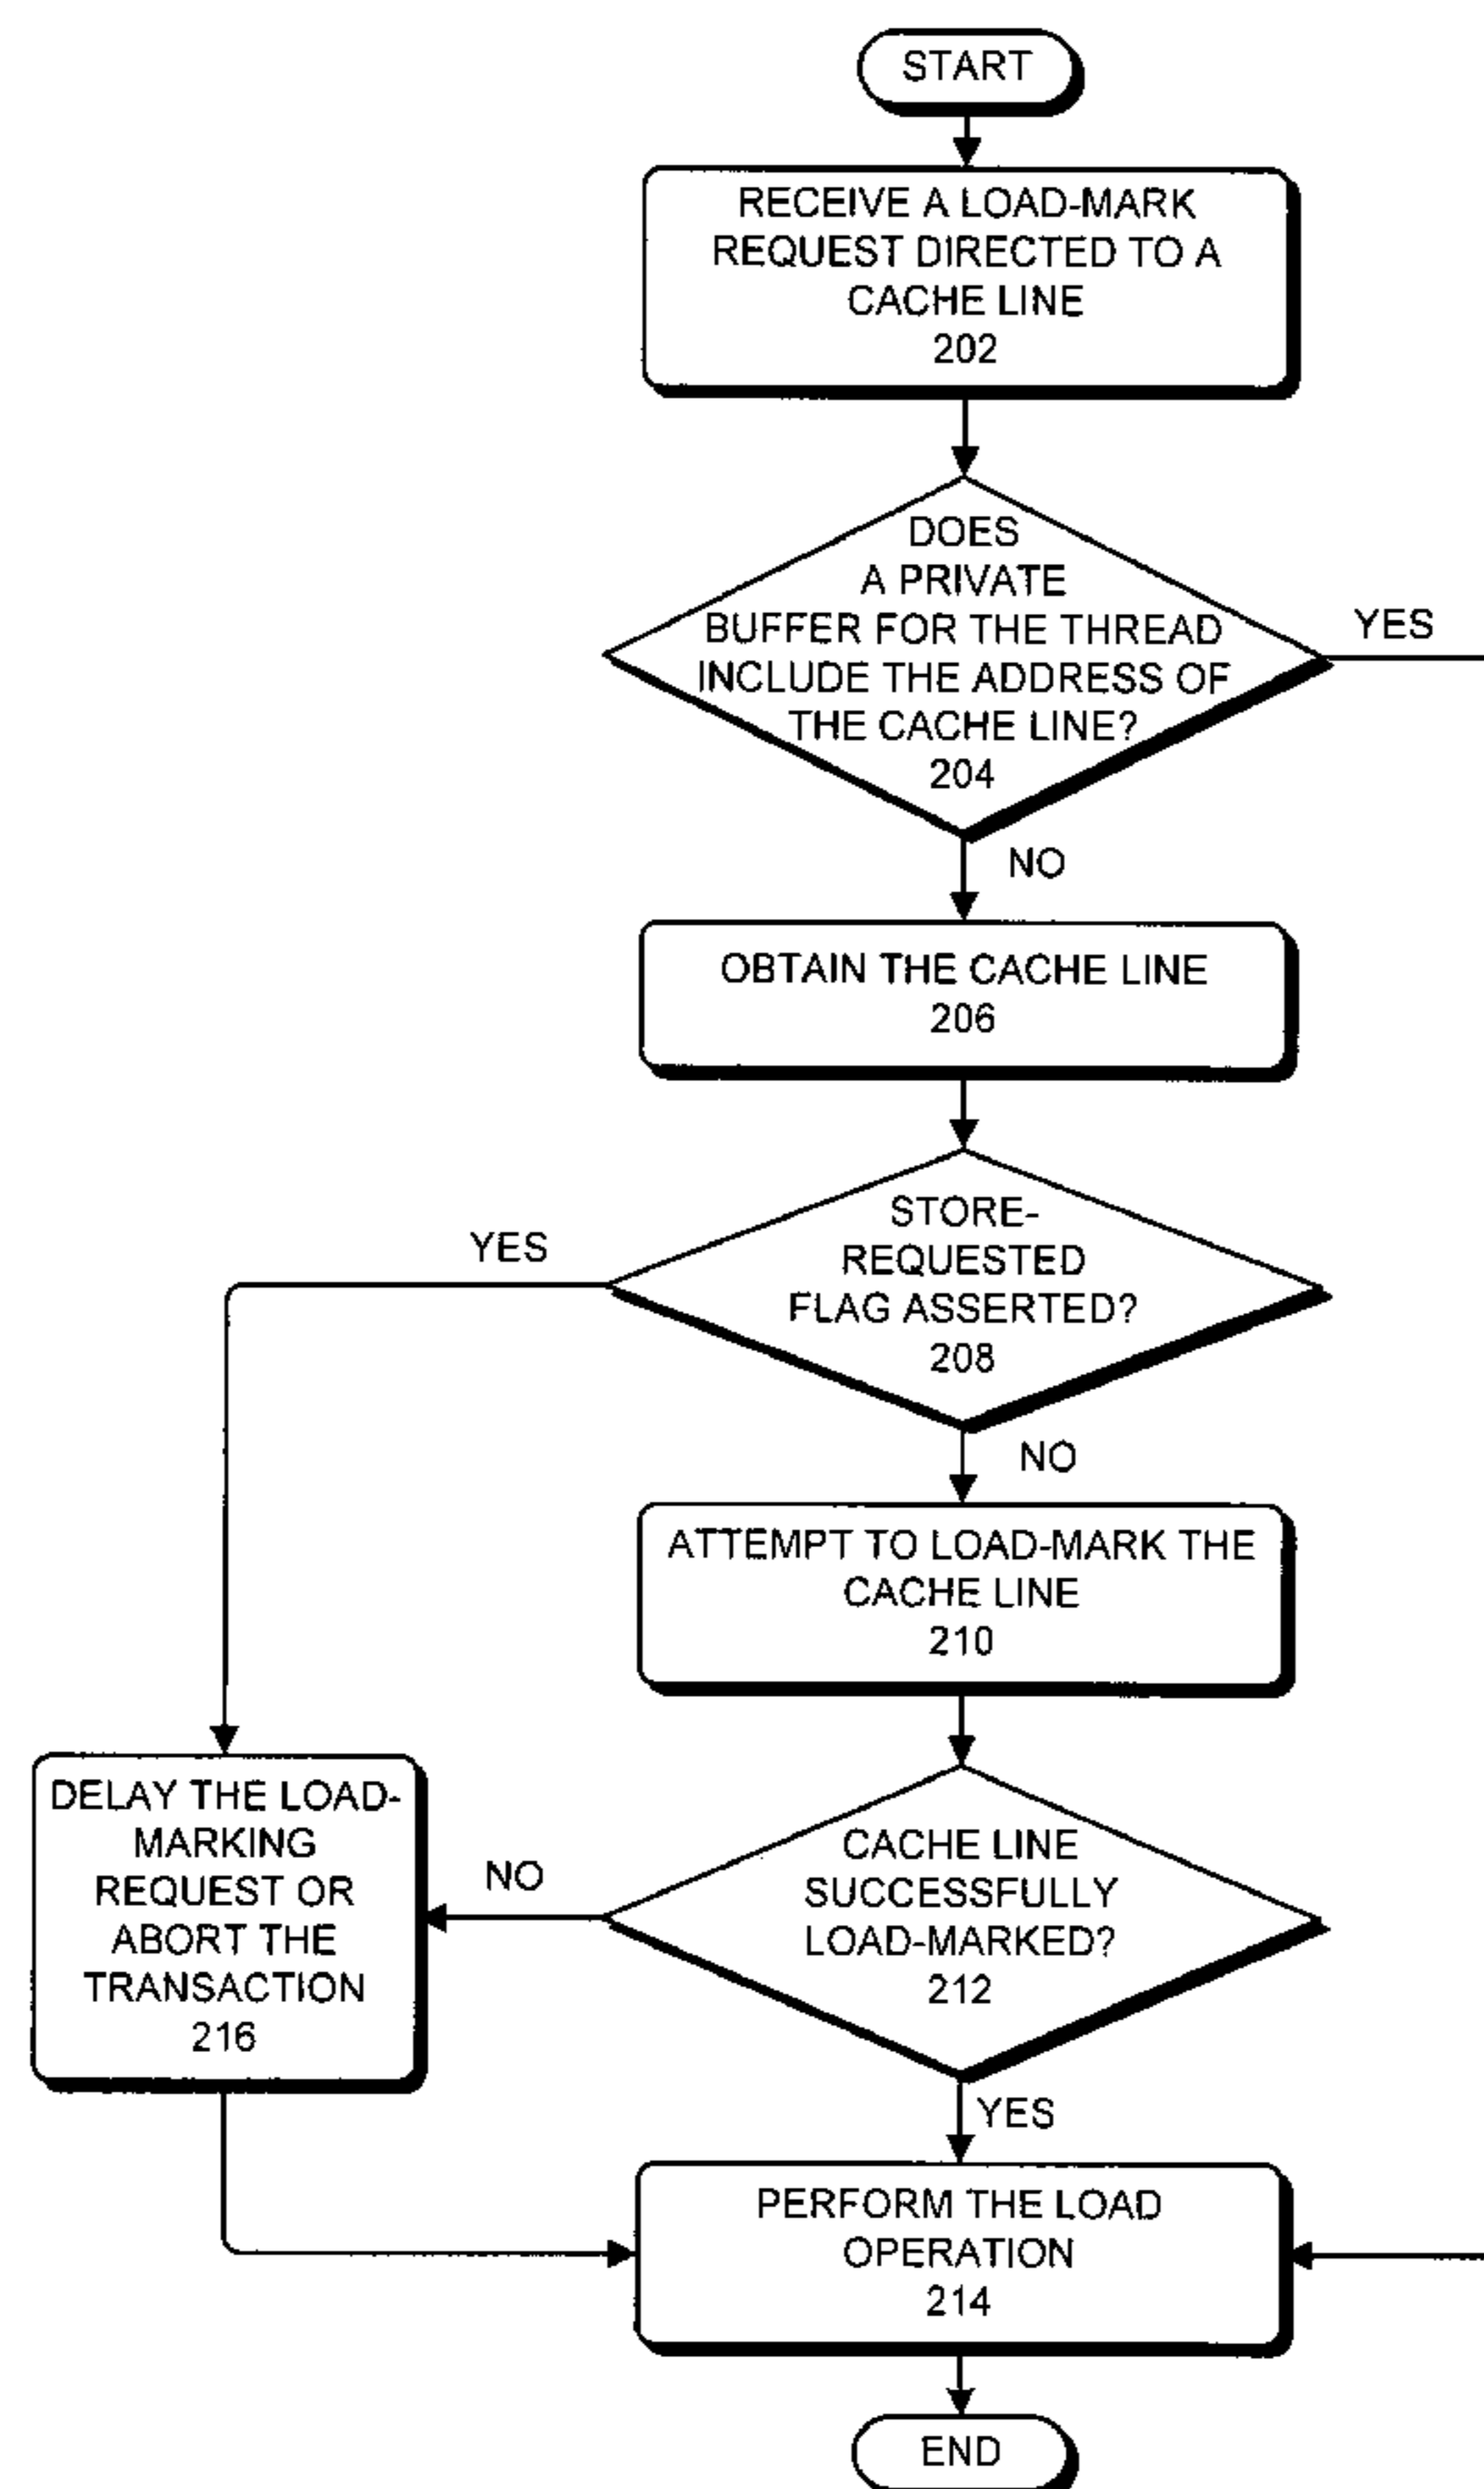 START
RECEIVE A LOAD-MARK
REQUEST DIRECTED TO A
CACHE LINE
202
DOES
A PRIVATE
BUFFER FOR THE THREAD
INCLUDE THE ADDRESS OF
THE CACHE LINE?
204
YES
NO
OBTAIN THE CACHE LINE
206
STORE-
REQUESTED
FLAG ASSERTED?
208
YES
NO
ATTEMPT TO LOAD-MARK THE
CACHE LINE
210
DELAY THE LOAD-
MARKING
REQUEST OR
ABORT THE
TRANSACTION
216
NO
CACHE LINE
SUCCESSFULLY
LOAD-MARKED?
212
YES
PERFORM THE LOAD
OPERATION
214
END